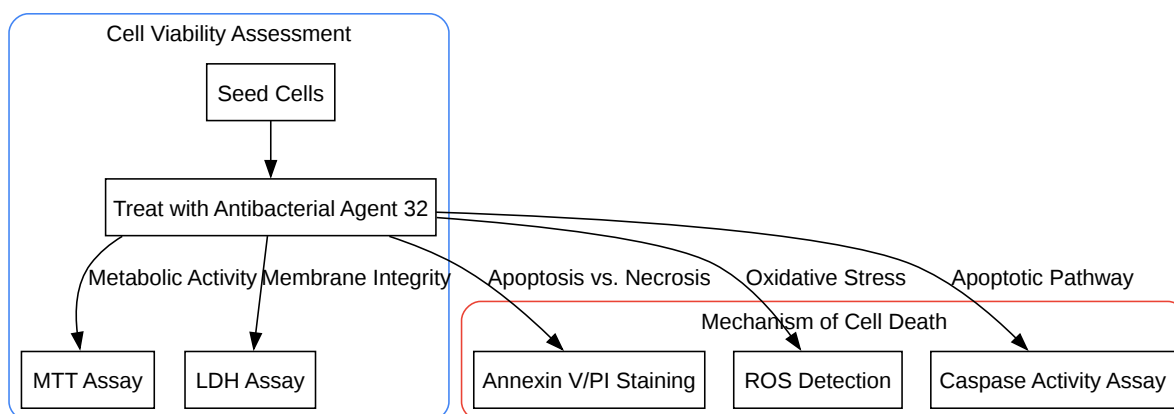 Cell Viability Assessment
Seed Cells
Treat with Antibacterial Agent 32
Metabolic Activity
Membrane Integrity
Apoptosis vs. Necrosis
Oxidative Stress
Apoptotic Pathway
Mechanism of Cell Death
MTT Assay
LDH Assay
Annexin V/PI Staining
ROS Detection
Caspase Activity Assay